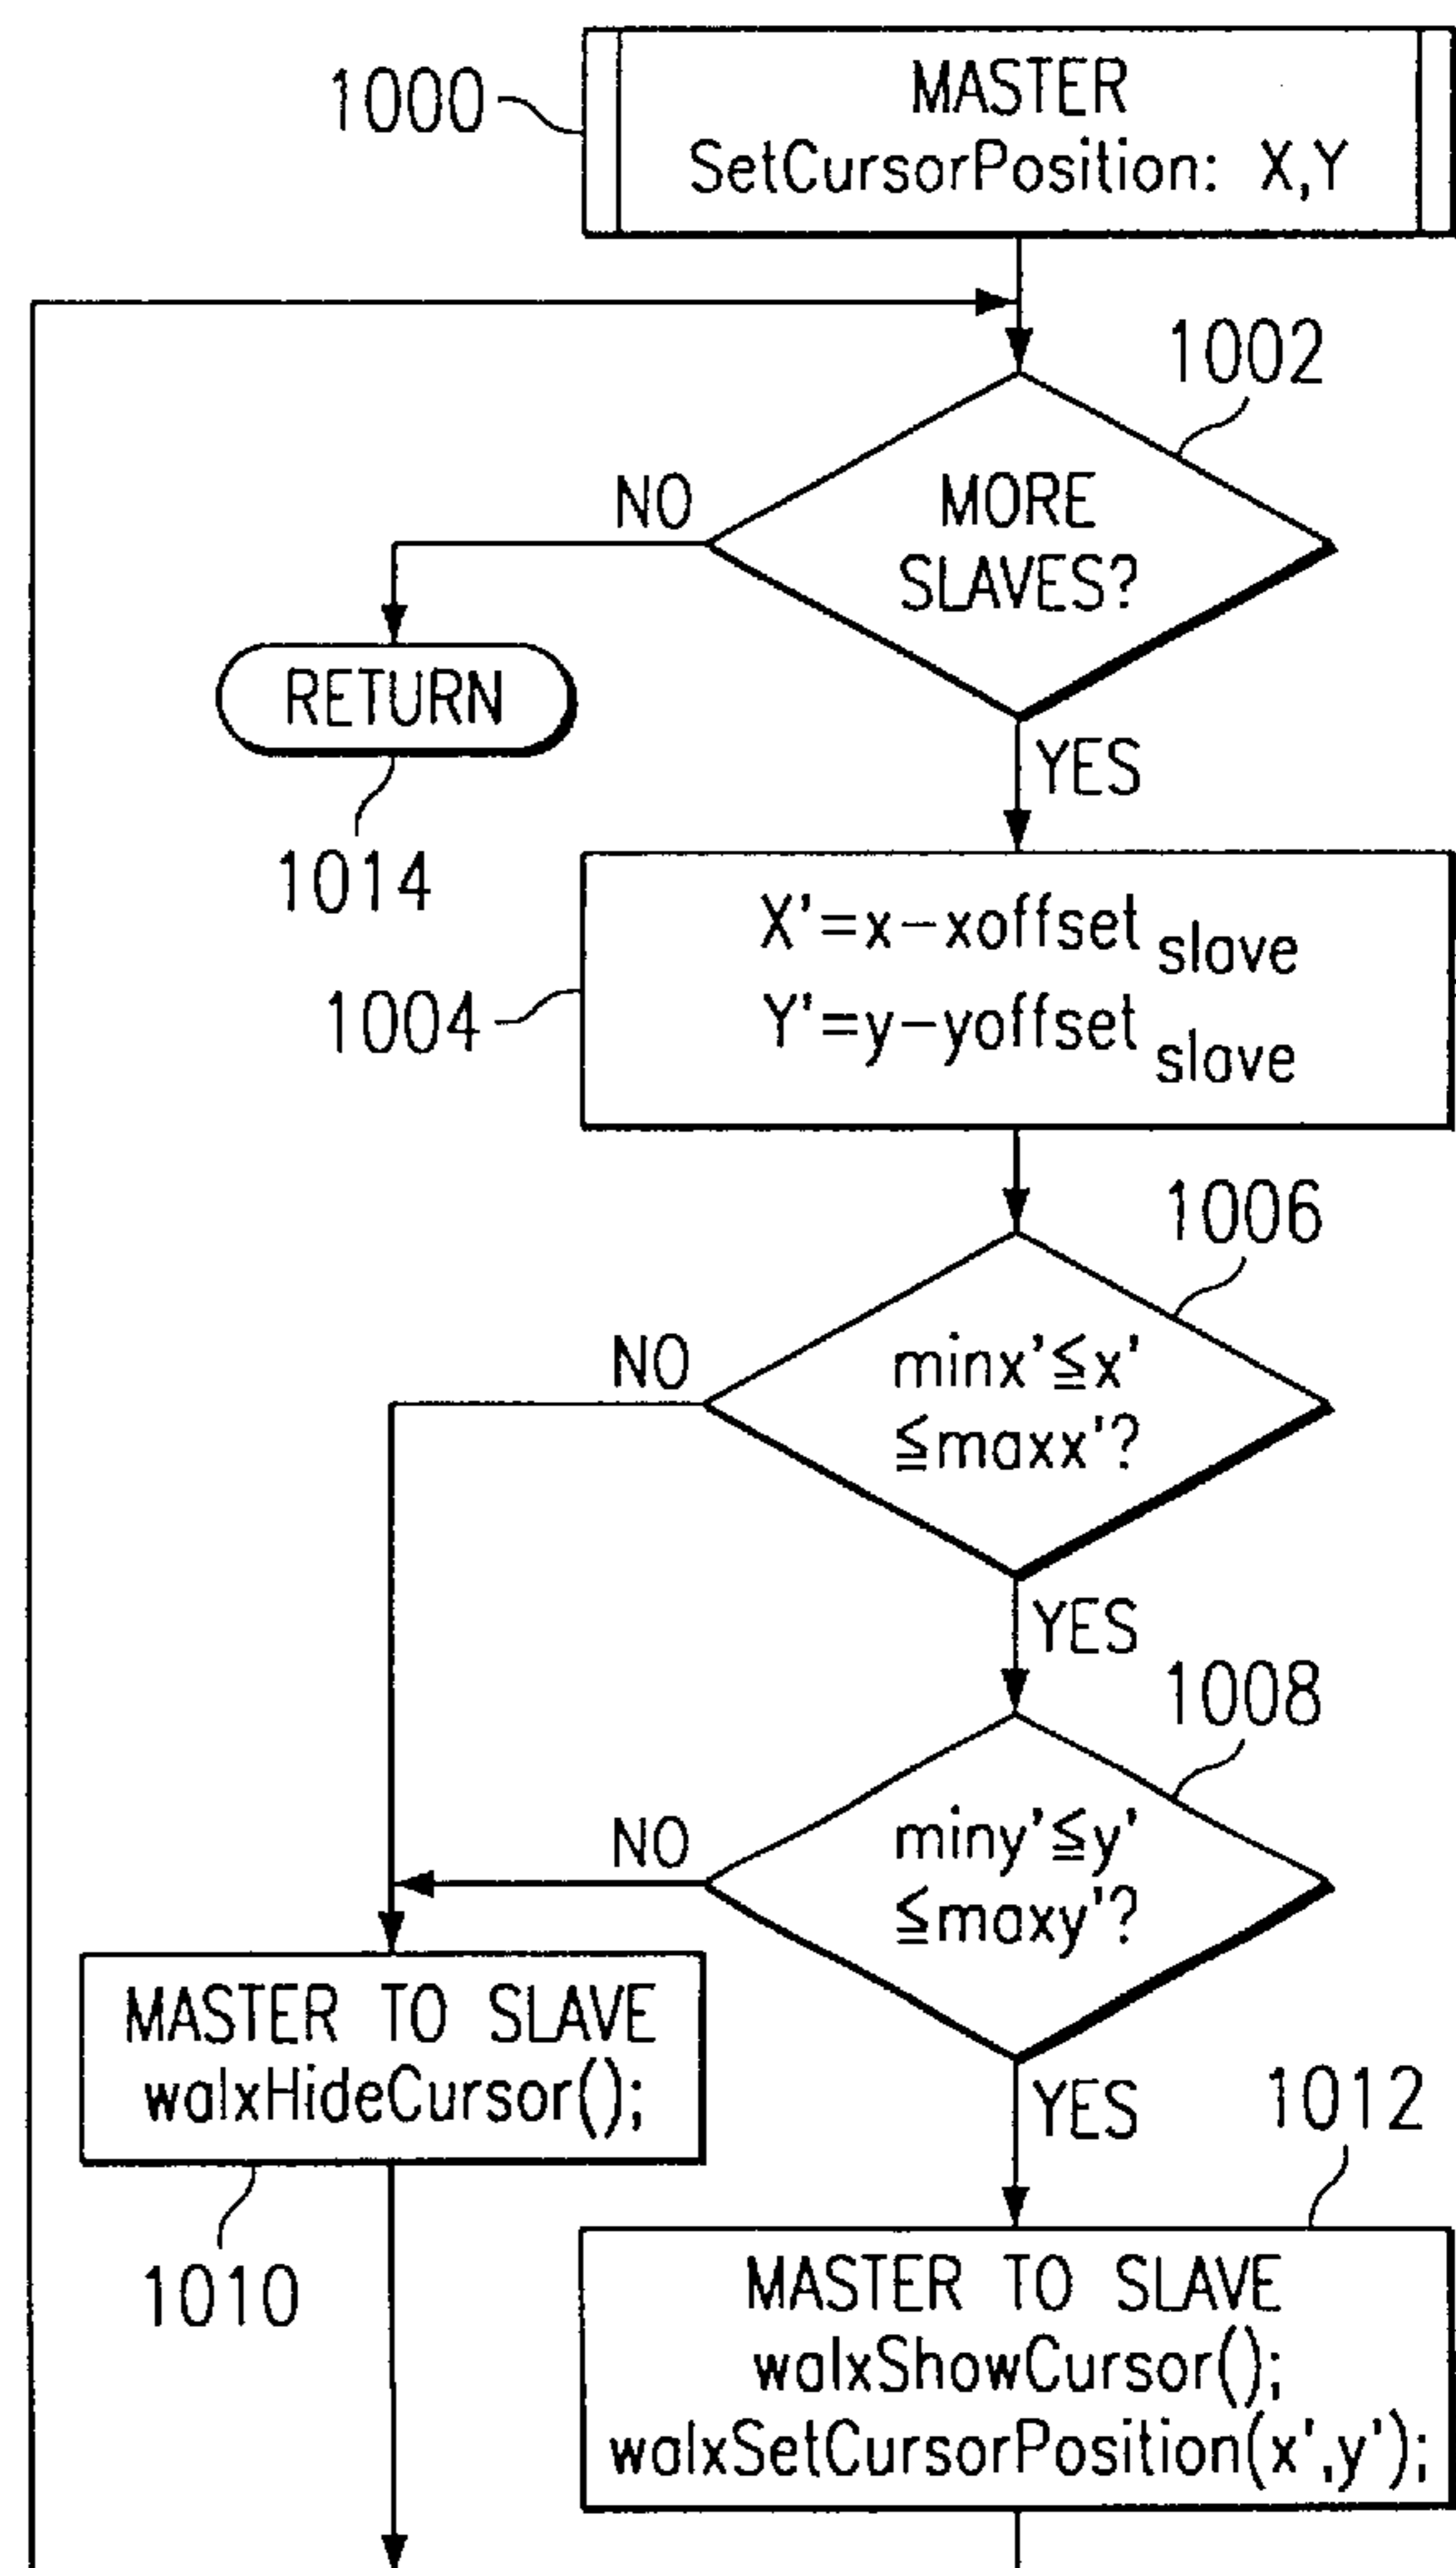 1000
MASTER
SetCursorPosition: X,Y
1002
NO
MORE
SLAVES?
RETURN
YES
1014
X'=x-xoffset slave
1004
Y'=y-yoffset slave
1006
NO
minx'≦x'
≦maxx'?
YES
1008
NO
miny'≦y'
≦maxy'?
MASTER TO SLAVE
walxHideCursor();
YES
1012
1010
MASTER TO SLAVE
walxShowCursor();
walxSetCursorPosition(x',y');